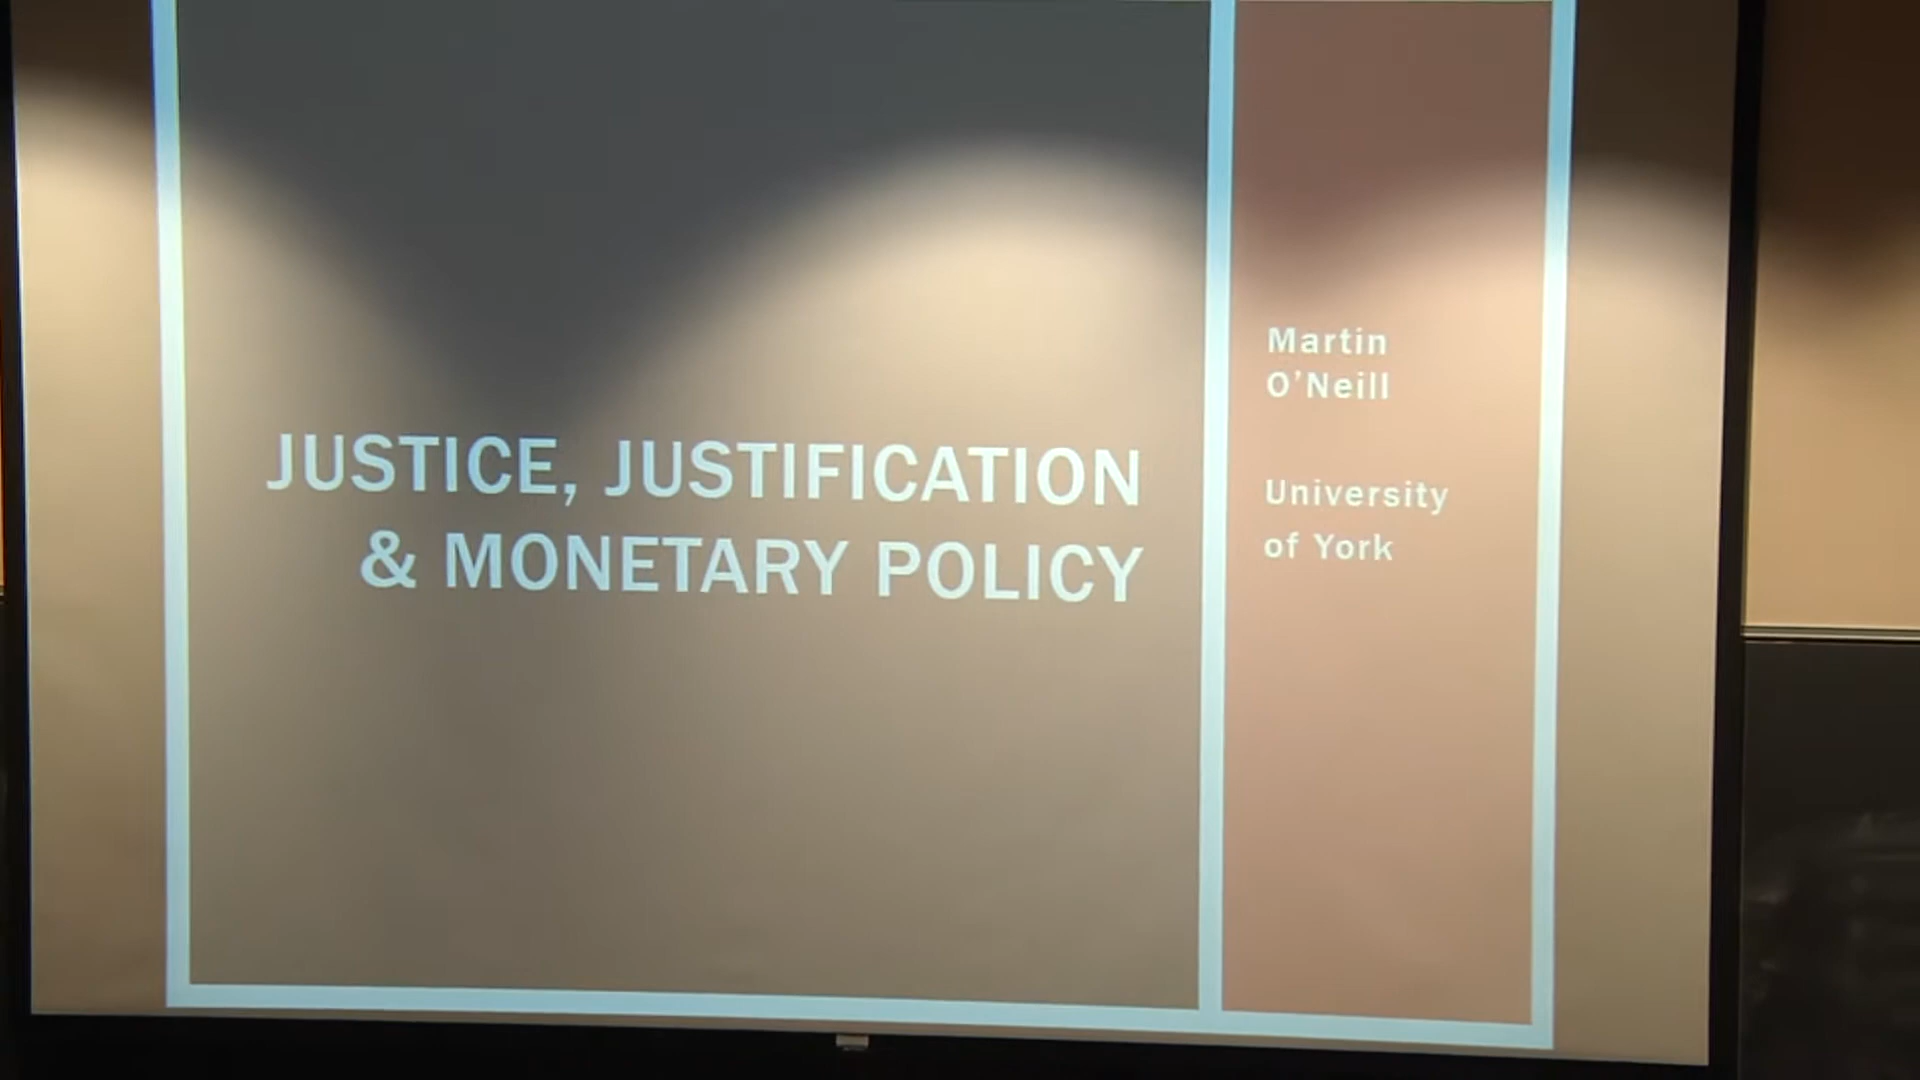 JUSTICE, JUSTIFICATION
& MONETARY POLICY
Martin
O’Neill
University
of York